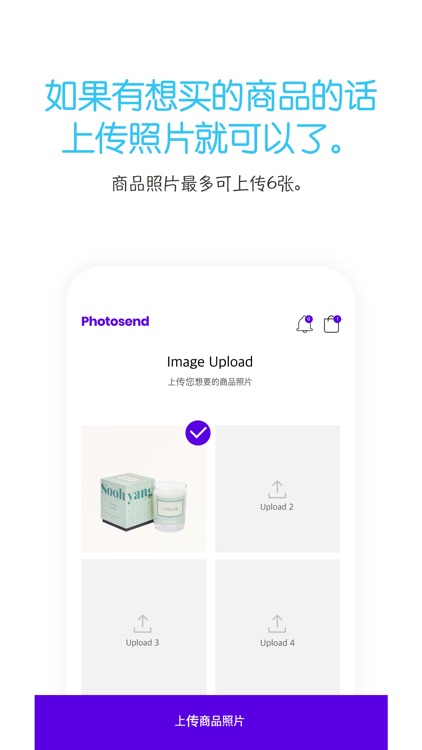 如果有想买的商品的话
上传照片就可以了。
商品照片最多可上传6张。
Photosend
0
1
Image Upload
上传您想要的商品照片
Sooh yang
Upload 2
Upload 3
Upload 4
上传商品照片